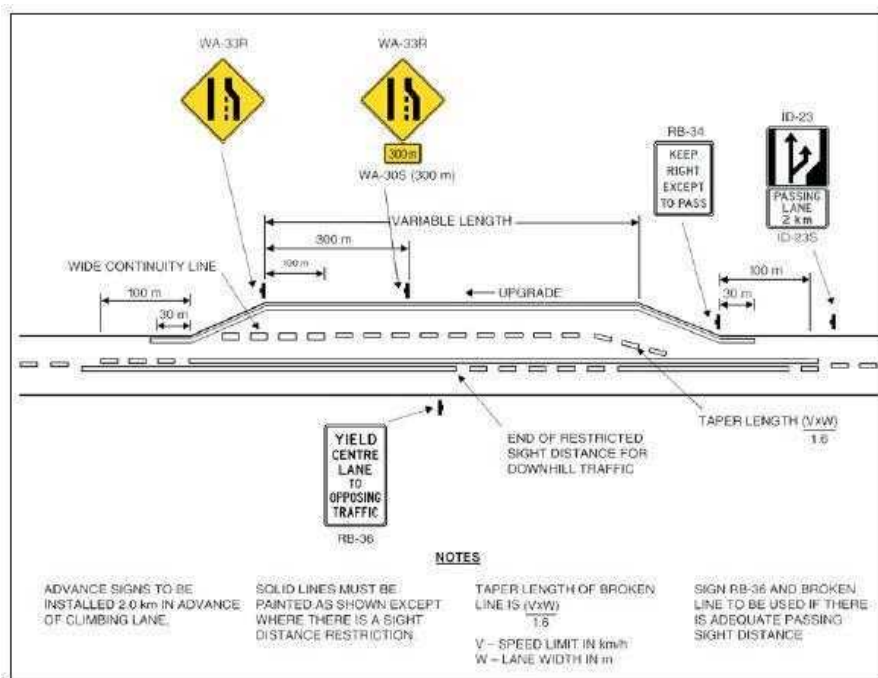 WA-33R
WA-33R
300 m
WA-30S (300 m)
RB-34
KEEP
RIGHT
EXCEPT
TO PASS
ID-23
PASSING
LANE
2 km
ID-23S
VARIABLE LENGTH
300 m
100 m
WIDE CONTINUITY LINE
100 m
30 m
UPGRADE
100 m
30 m
TAPER LENGTH (VxW)
1.6
END OF RESTRICTED
SIGHT DISTANCE FOR
DOWNHILL TRAFFIC
YIELD
CENTRE
LANE
TO
OPPOSING
TRAFFIC
RB-36
NOTES
ADVANCE SIGNS TO BE
INSTALLED 2.0 km IN ADVANCE
OF CLIMBING LANE.
SOLID LINES MUST BE
PAINTED AS SHOWN EXCEPT
WHERE THERE IS A SIGHT
DISTANCE RESTRICTION
TAPER LENGTH OF BROKEN
LINE IS (VxW)
1.6
V – SPEED LIMIT IN km/h
W – LANE WIDTH IN m
SIGN RB-36 AND BROKEN
LINE TO BE USED IF THERE
IS ADEQUATE PASSING
SIGHT DISTANCE